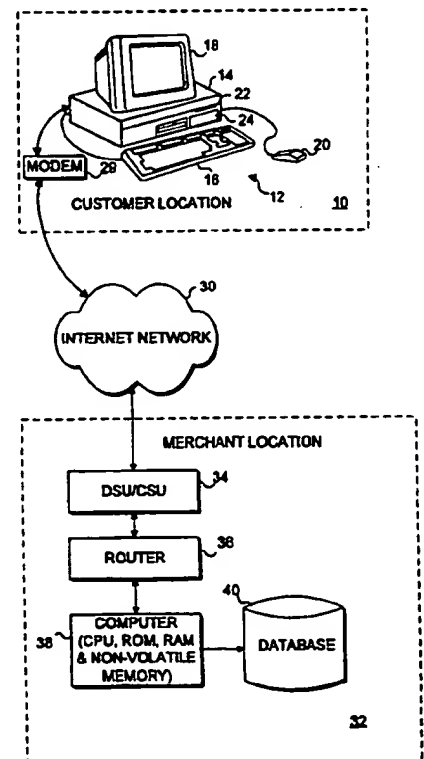 18
14
22
24
20
MODEM
29
16
12
CUSTOMER LOCATION
10
30
INTERNET NETWORK
MERCHANT LOCATION
DSU/CSU
34
ROUTER
36
40
COMPUTER
38
(CPU, ROM, RAM
& NON-VOLATILE
MEMORY)
DATABASE
32